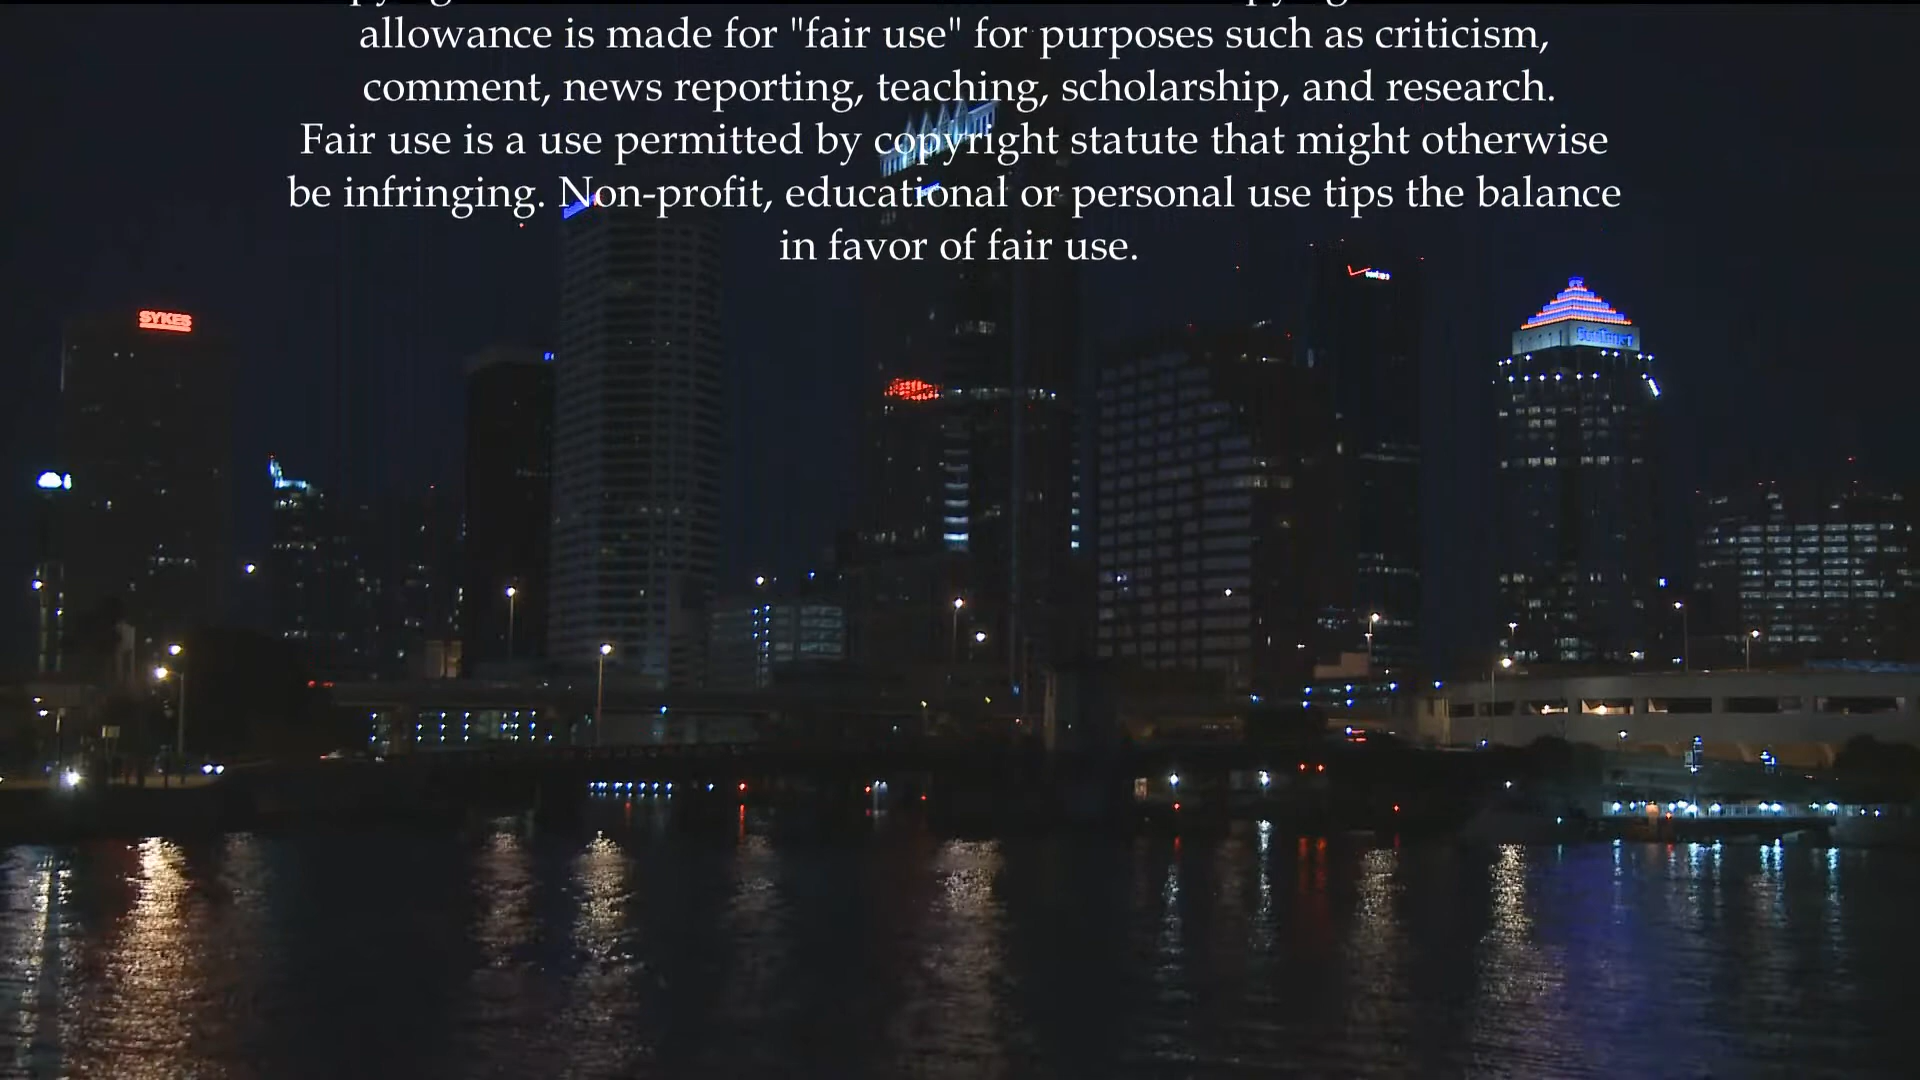 allowance is made for "fair use" for purposes such as criticism,
comment, news reporting, teaching, scholarship, and research.
Fair use is a use permitted by copyright statute that might otherwise
be infringing. Non-profit, educational or personal use tips the balance
in favor of fair use.
SYKES
SunTrust